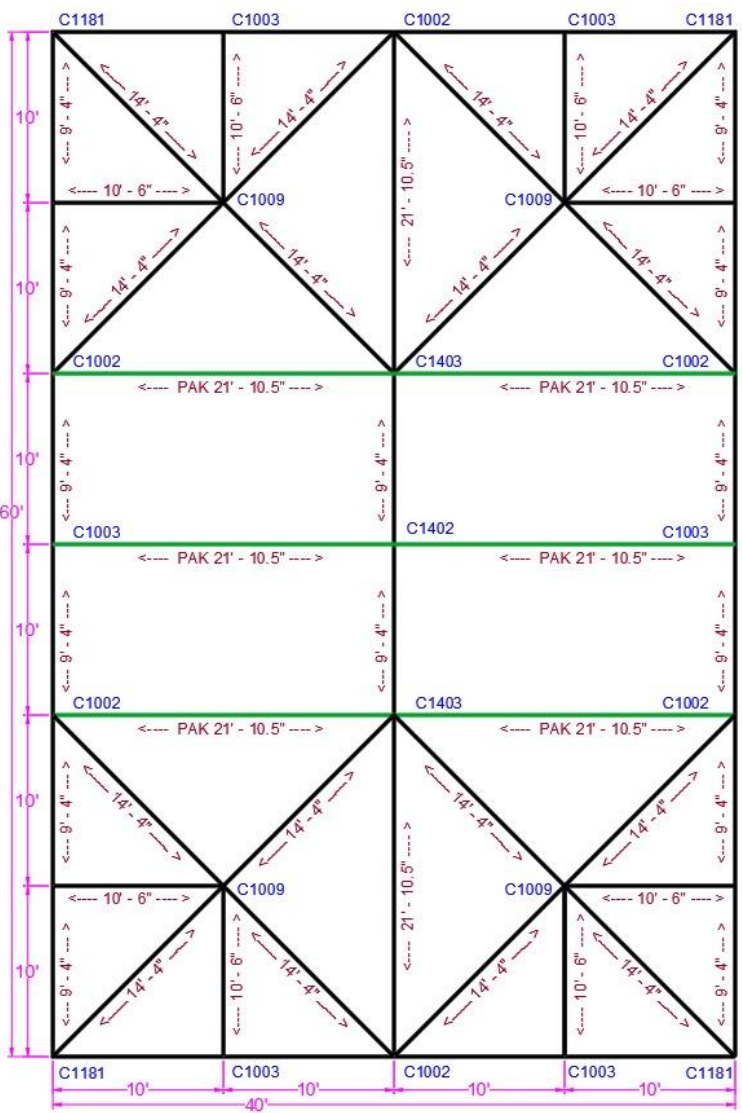 C1181 C1003 C1002 C1003 C1181
10' <---- 9' - 4" ----> <---- 14' - 4" ----> <---- 10' - 6" ----> <---- 14' - 4" ----> <---- 21' - 10.5" ----> <---- 14' - 4" ----> <---- 10' - 6" ----> <---- 14' - 4" ----> <---- 9' - 4" ---->
<---- 10' - 6" ----> <---- 10' - 6" ---->
C1009 C1009
10' <---- 9' - 4" ----> <---- 14' - 4" ----> <---- 14' - 4" ----> <---- 14' - 4" ----> <---- 14' - 4" ----> <---- 9' - 4" ---->
C1002 C1403 C1002
<---- PAK 21' - 10.5" ----> <---- PAK 21' - 10.5" ---->
10' <---- 9' - 4" ----> <---- 9' - 4" ----> <---- 9' - 4" ---->
60'
C1003 C1402 C1003
<---- PAK 21' - 10.5" ----> <---- PAK 21' - 10.5" ---->
10' <---- 9' - 4" ----> <---- 9' - 4" ----> <---- 9' - 4" ---->
C1002 C1403 C1002
<---- PAK 21' - 10.5" ----> <---- PAK 21' - 10.5" ---->
10' <---- 9' - 4" ----> <---- 14' - 4" ----> <---- 14' - 4" ----> <---- 14' - 4" ----> <---- 14' - 4" ----> <---- 9' - 4" ---->
C1009 C1009
<---- 10' - 6" ----> <---- 10' - 6" ---->
10' <---- 9' - 4" ----> <---- 14' - 4" ----> <---- 10' - 6" ----> <---- 14' - 4" ----> <---- 21' - 10.5" ----> <---- 14' - 4" ----> <---- 10' - 6" ----> <---- 14' - 4" ----> <---- 9' - 4" ---->
C1181 C1003 C1002 C1003 C1181
10' 10' 10' 10'
40'